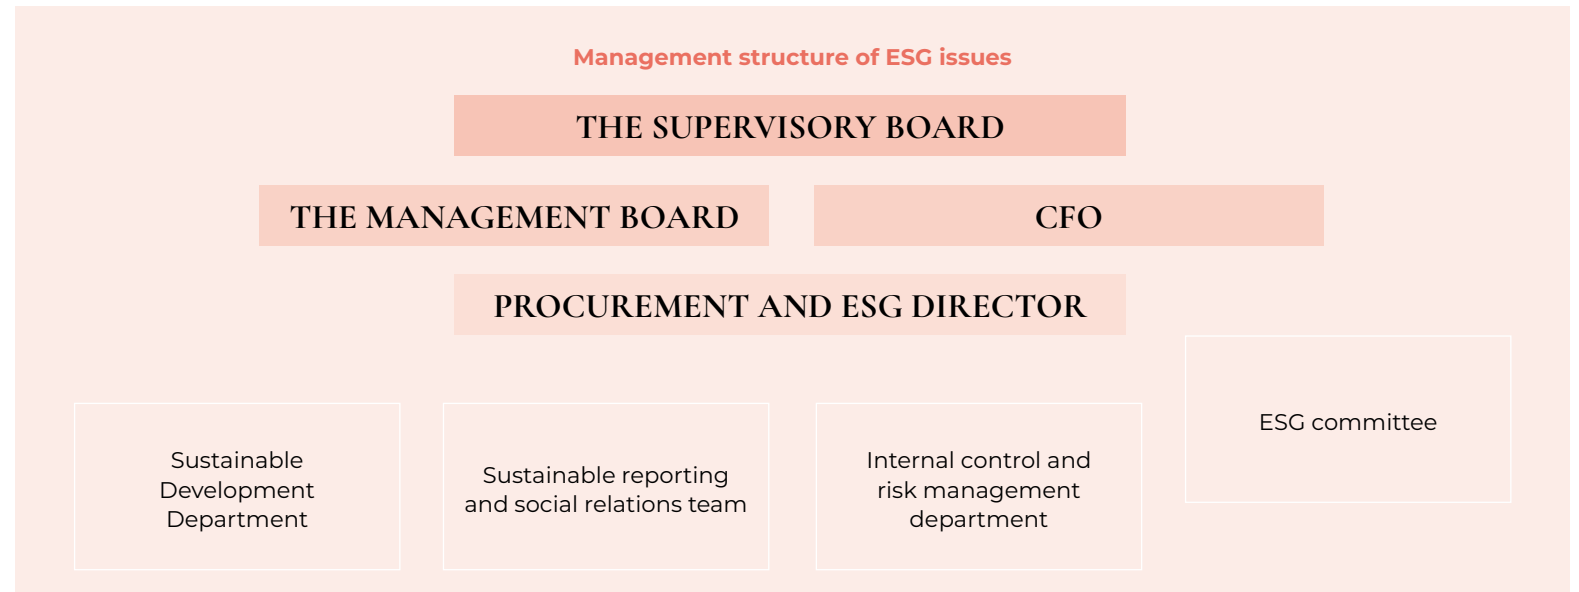 Management structure of ESG issues
THE SUPERVISORY BOARD
THE MANAGEMENT BOARD
CFO
PROCUREMENT AND ESG DIRECTOR
Sustainable
Development
Department
Sustainable reporting
and social relations team
Internal control and
risk management
department
ESG committee